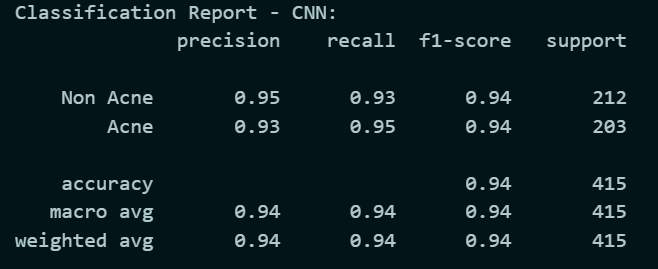 Classification Report - CNN:
precision recall f1-score support
Non Acne 0.95 0.93 0.94 212
Acne 0.93 0.95 0.94 203
accuracy 0.94 415
macro avg 0.94 0.94 0.94 415
weighted avg 0.94 0.94 0.94 415